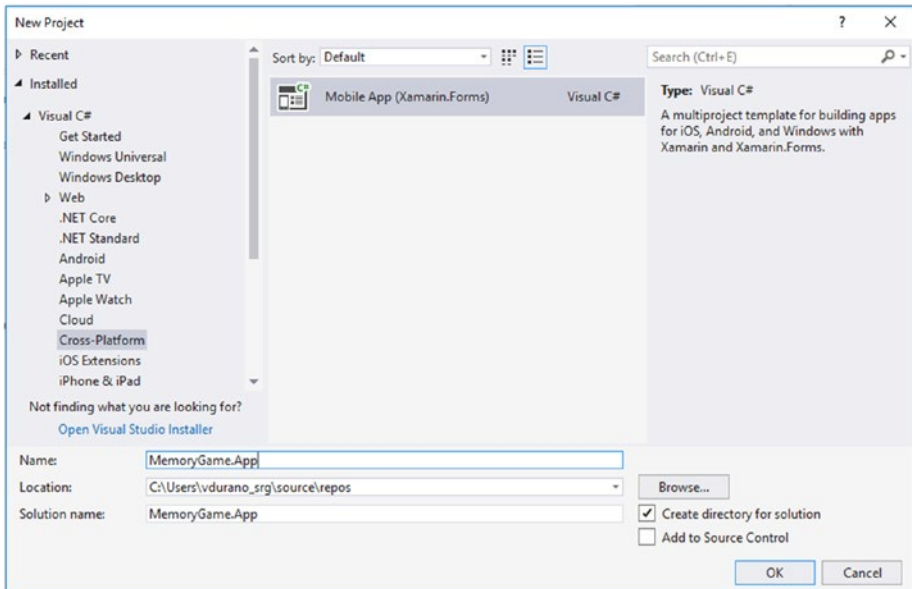 New Project
? ×
Recent
Installed
Visual C#
Get Started
Windows Universal
Windows Desktop
Web
.NET Core
.NET Standard
Android
Apple TV
Apple Watch
Cloud
Cross-Platform
iOS Extensions
iPhone & iPad
Not finding what you are looking for?
Open Visual Studio Installer
Sort by: Default
C# Mobile App (Xamarin.Forms) Visual C#
Search (Ctrl+E)
Type: Visual C#
A multiproject template for building apps
for iOS, Android, and Windows with
Xamarin and Xamarin.Forms.
Name: MemoryGame.App
Location: C:\Users\vdurano_srg\source\repos
Browse...
Solution name: MemoryGame.App
Create directory for solution
Add to Source Control
OK Cancel